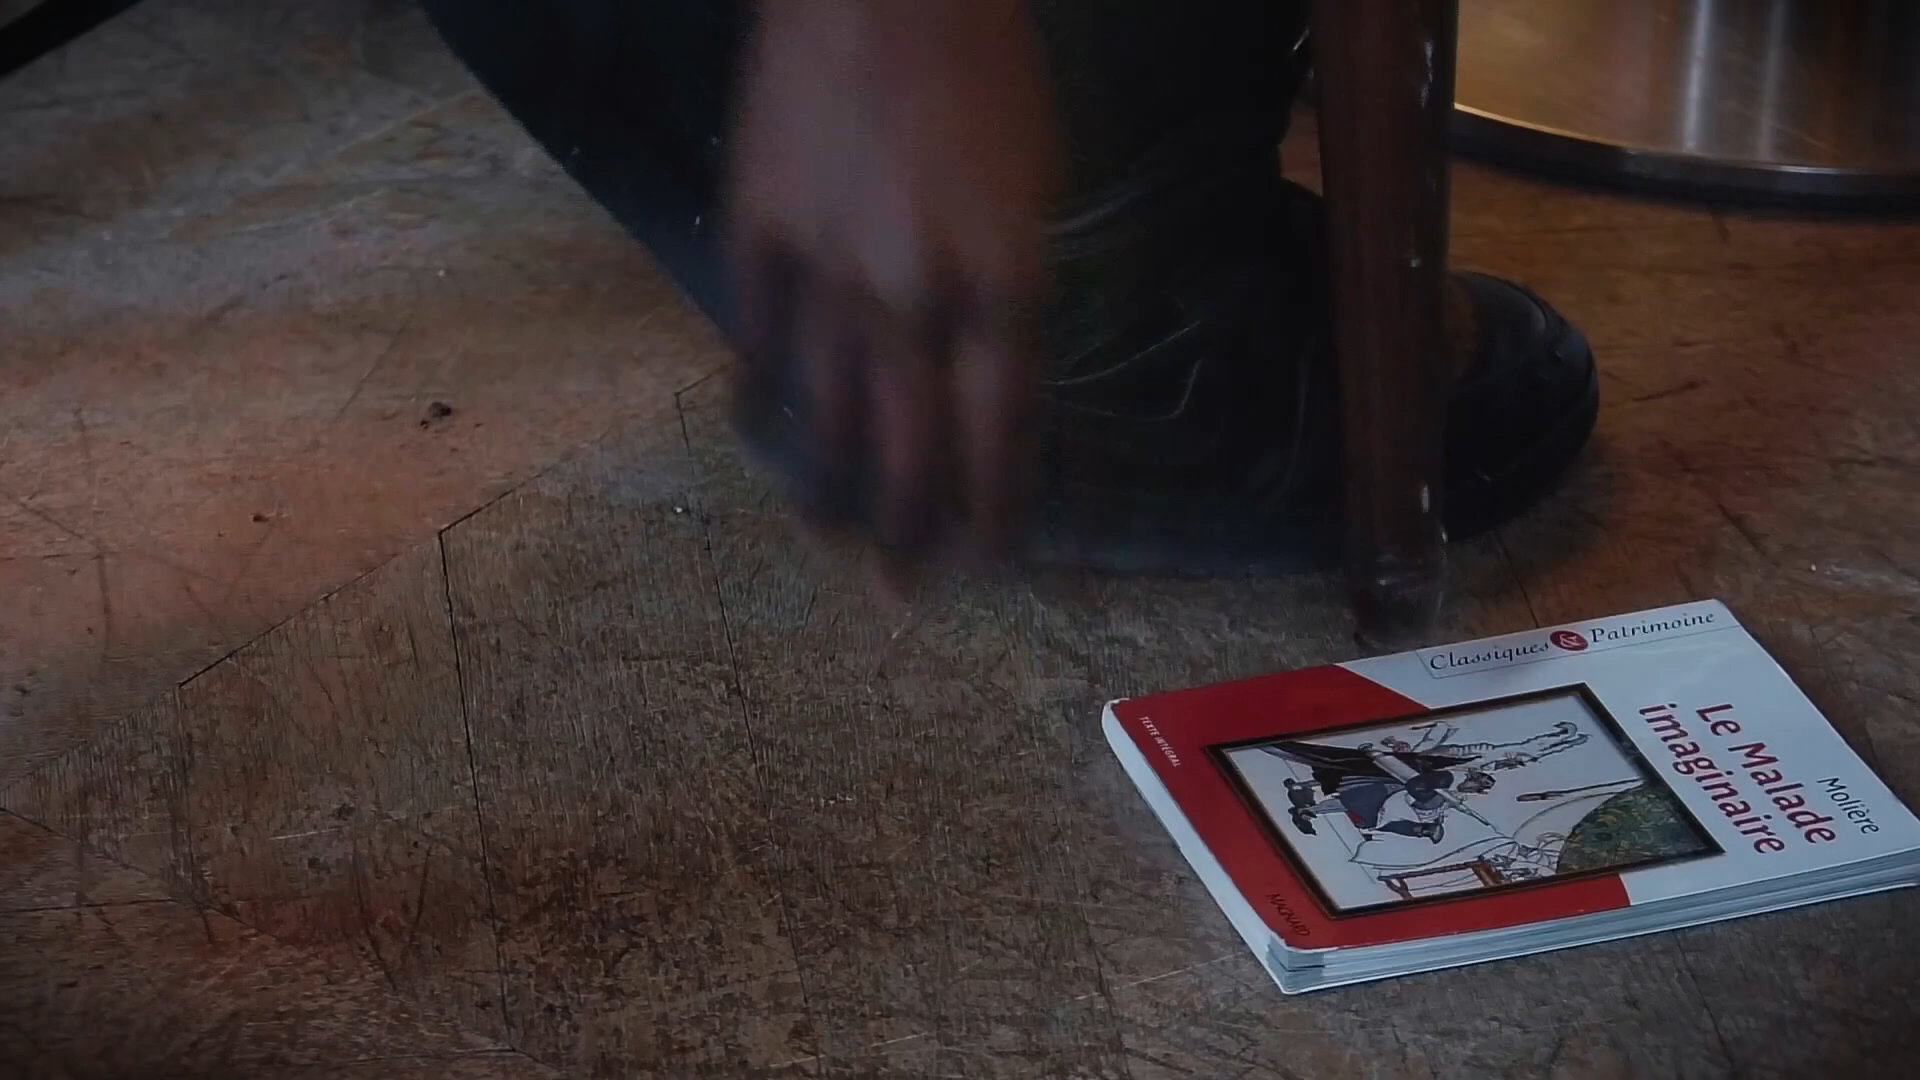 Classiques & Patrimoine
Molière
Le Malade
imaginaire
TEXTE INTÉGRAL
MAGNARD